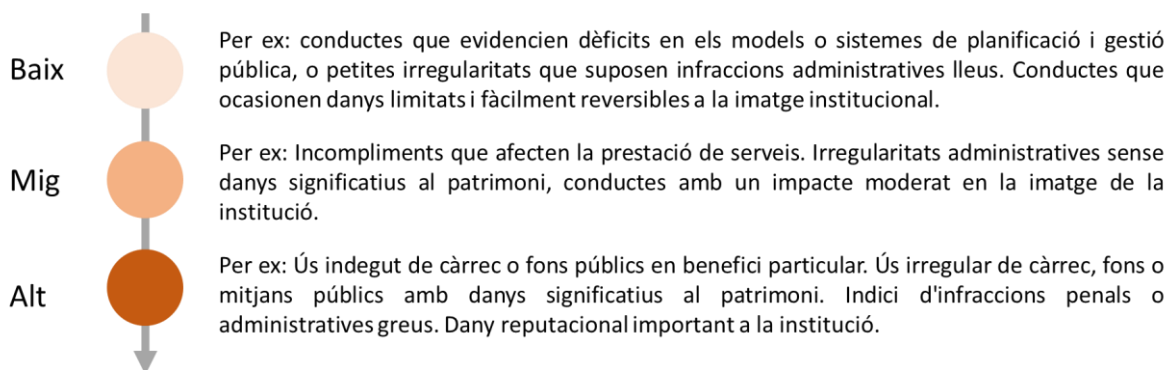 Baix
Per ex: conductes que evidencien dèficits en els models o sistemes de planificació i gestió
pública, o petites irregularitats que suposen infraccions administratives lleus. Conductes que
ocasionen danys limitats i fàcilment reversibles a la imatge institucional.
Mig
Per ex: Incompliments que afecten la prestació de serveis. Irregularitats administratives sense
danys significatius al patrimoni, conductes amb un impacte moderat en la imatge de la
institució.
Alt
Per ex: Ús indegut de càrrec o fons públics en benefici particular. Ús irregular de càrrec, fons o
mitjans públics amb danys significatius al patrimoni. Indici d'infraccions penals o
administratives greus. Dany reputacional important a la institució.